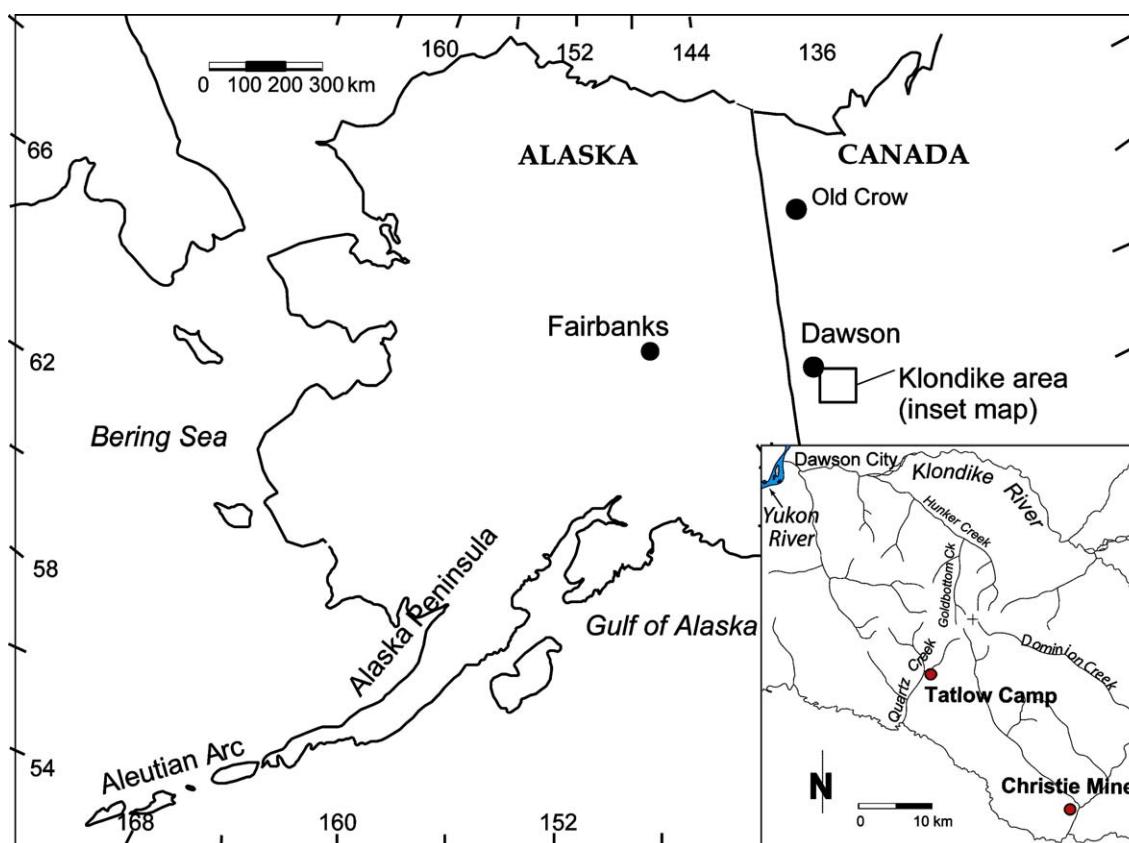 160
152
144
136
0 100 200 300 km
66
ALASKA
CANADA
Old Crow
Fairbanks
Dawson
62
Klondike area
(inset map)
Bering Sea
58
Alaska Peninsula
Gulf of Alaska
54
Aleutian Arc
168
160
152
Dawson City
Klondike River
Yukon
River
Hunker Creek
Goldbottom Ck
Dominion Creek
Quartz Creek
Tatlow Camp
N
Christie Mine
0 10 km